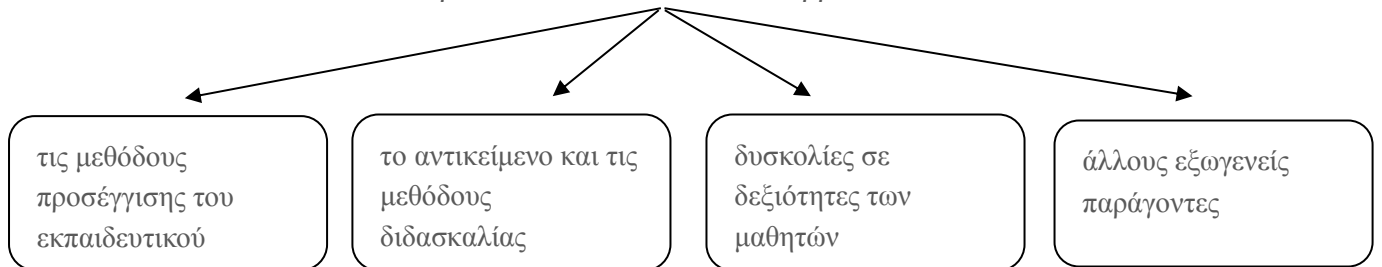 τις μεθόδους
προσέγγισης του
εκπαιδευτικού
το αντικείμενο και τις
μεθόδους
διδασκαλίας
δυσκολίες σε
δεξιότητες των
μαθητών
άλλους εξωγενείς
παράγοντες